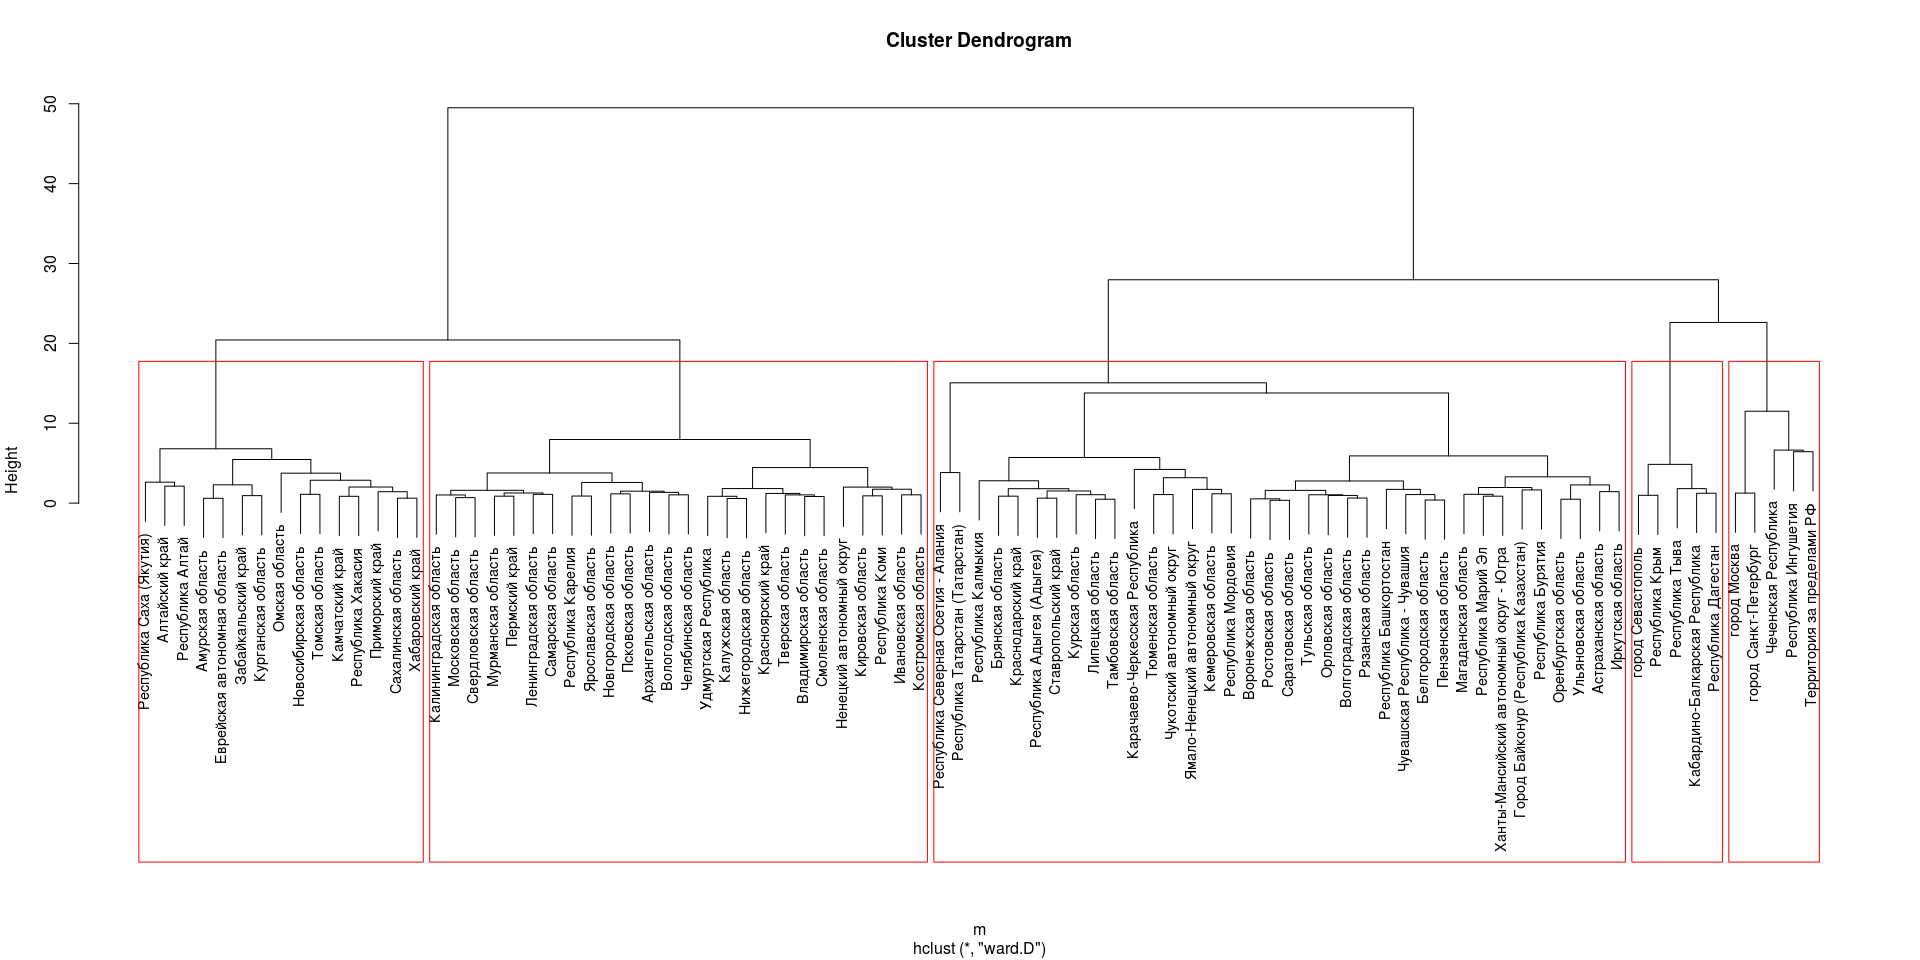 Cluster Dendrogram
Height
50
40
30
20
10
0
Республика Саха (Якутия)
Алтайский край
Республика Алтай
Амурская область
Еврейская автономная область
Забайкальский край
Курганская область
Омская область
Новосибирская область
Томская область
Камчатский край
Республика Хакасия
Приморский край
Сахалинская область
Хабаровский край
Калининградская область
Московская область
Свердловская область
Мурманская область
Пермский край
Ленинградская область
Самарская область
Республика Карелия
Ярославская область
Новгородская область
Псковская область
Архангельская область
Вологодская область
Челябинская область
Удмуртская Республика
Калужская область
Нижегородская область
Красноярский край
Тверская область
Владимирская область
Смоленская область
Ненецкий автономный округ
Кировская область
Республика Коми
Ивановская область
Костромская область
Республика Северная Осетия - Алания
Республика Татарстан (Татарстан)
Республика Калмыкия
Брянская область
Краснодарский край
Республика Адыгея (Адыгея)
Ставропольский край
Курская область
Липецкая область
Тамбовская область
Карачаево-Черкесская Республика
Тюменская область
Чукотский автономный округ
Ямало-Ненецкий автономный округ
Кемеровская область
Республика Мордовия
Воронежская область
Ростовская область
Саратовская область
Тульская область
Орловская область
Волгоградская область
Рязанская область
Республика Башкортостан
Чувашская Республика - Чувашия
Белгородская область
Пензенская область
Магаданская область
Республика Марий Эл
Ханты-Мансийский автономный округ - Югра
Город Байконур (Республика Казахстан)
Республика Бурятия
Оренбургская область
Ульяновская область
Астраханская область
Иркутская область
город Севастополь
Республика Крым
Республика Тыва
Кабардино-Балкарская Республика
Республика Дагестан
город Москва
город Санкт-Петербург
Чеченская Республика
Республика Ингушетия
Территория за пределами РФ
m
hclust (*, "ward.D")